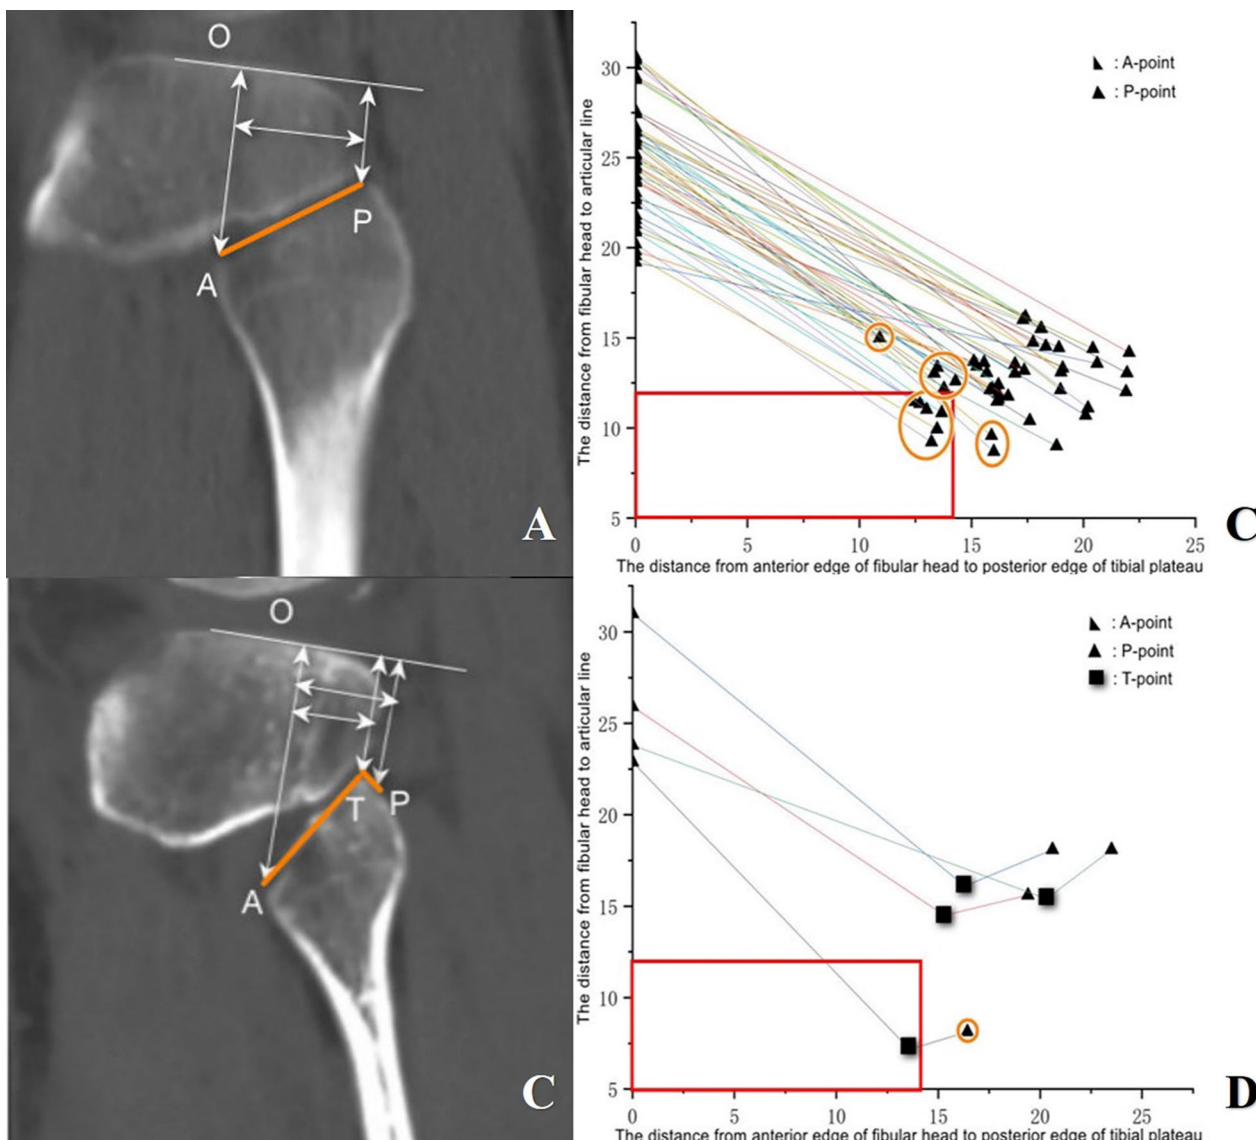 O
A
P
A
The distance from fibular head to articular line
30
25
20
15
10
5
: A-point
: P-point
0
5
10
15
20
25
The distance from anterior edge of fibular head to posterior edge of tibial plateau
C
O
T
P
A
C
The distance from fibular head to articular line
30
25
20
15
10
5
: A-point
: P-point
: T-point
0
5
10
15
20
25
The distance from anterior edge of fibular head to posterior edge of tibial plateau
D